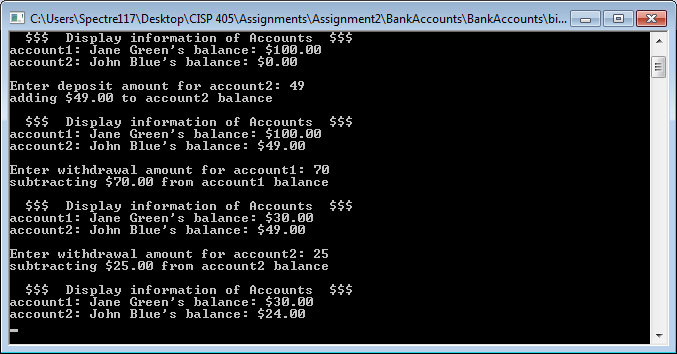 C:\Users\Spectre117\Desktop\CISP 405\Assignments\Assignment2\BankAccounts\BankAccounts\bi...
$$$  Display information of Accounts  $$$
account1: Jane Green's balance: $100.00
account2: John Blue's balance: $0.00
Enter deposit amount for account2: 49
adding $49.00 to account2 balance
$$$  Display information of Accounts  $$$
account1: Jane Green's balance: $100.00
account2: John Blue's balance: $49.00
Enter withdrawal amount for account1: 70
subtracting $70.00 from account1 balance
$$$  Display information of Accounts  $$$
account1: Jane Green's balance: $30.00
account2: John Blue's balance: $49.00
Enter withdrawal amount for account2: 25
subtracting $25.00 from account2 balance
$$$  Display information of Accounts  $$$
account1: Jane Green's balance: $30.00
account2: John Blue's balance: $24.00